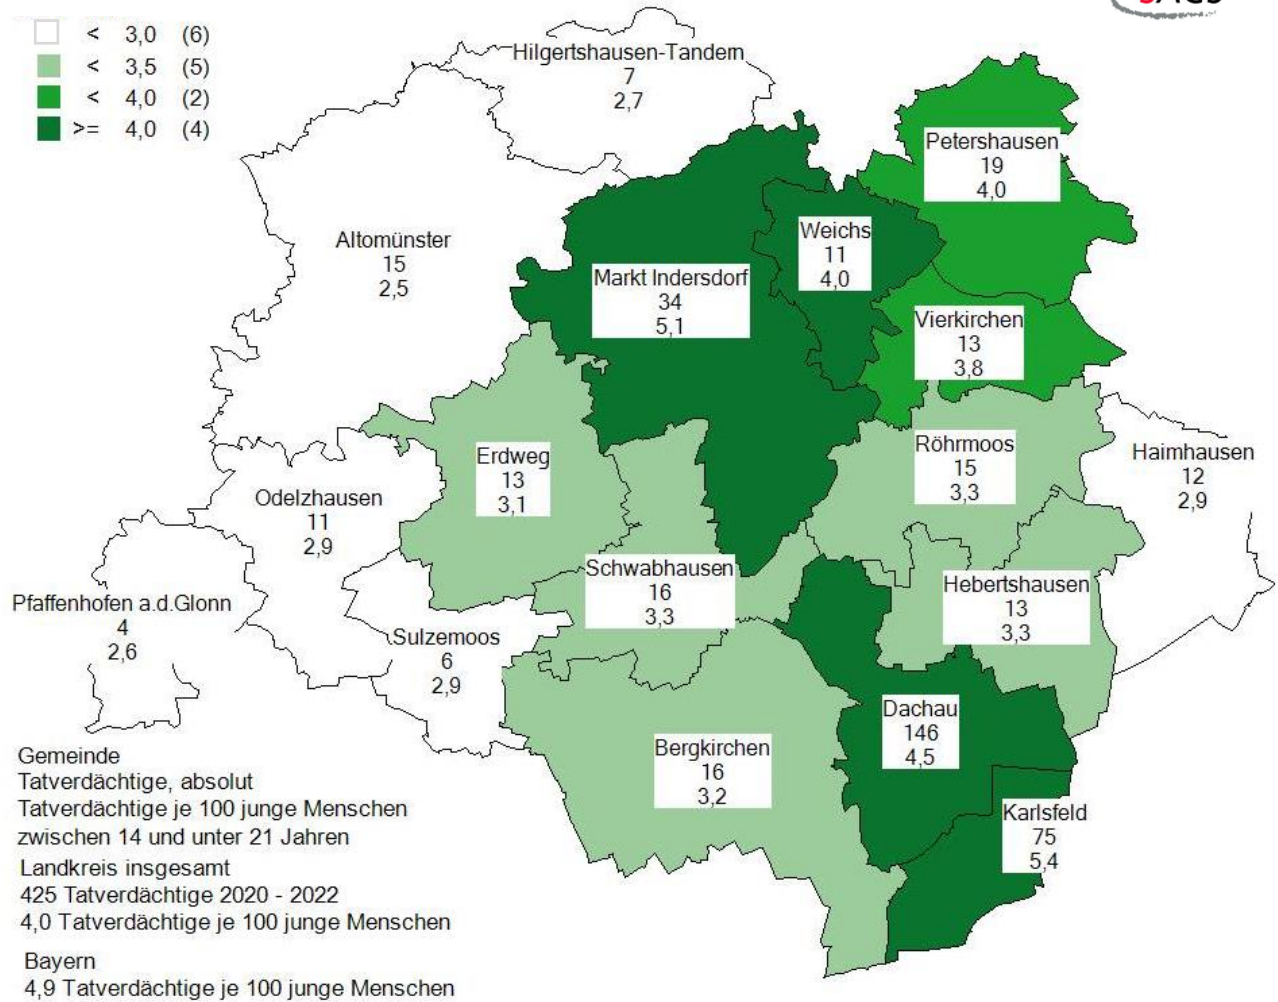 < 3,0 (6)
< 3,5 (5)
< 4,0 (2)
>= 4,0 (4)
Hilgertshausen-Tandern
7
2,7
Petershausen
19
4,0
Altomünster
15
2,5
Weichs
11
4,0
Markt Indersdorf
34
5,1
Vierkirchen
13
3,8
Erdweg
13
3,1
Röhrmoos
15
3,3
Haimhausen
12
2,9
Odelzhausen
11
2,9
Schwabhausen
16
3,3
Hebertshausen
13
3,3
Pfaffenhofen a.d.Glonn
4
2,6
Sulzemoos
6
2,9
Dachau
146
4,5
Bergkirchen
16
3,2
Karlsfeld
75
5,4
Gemeinde
Tatverdächtige, absolut
Tatverdächtige je 100 junge Menschen
zwischen 14 und unter 21 Jahren
Landkreis insgesamt
425 Tatverdächtige 2020 - 2022
4,0 Tatverdächtige je 100 junge Menschen
Bayern
4,9 Tatverdächtige je 100 junge Menschen